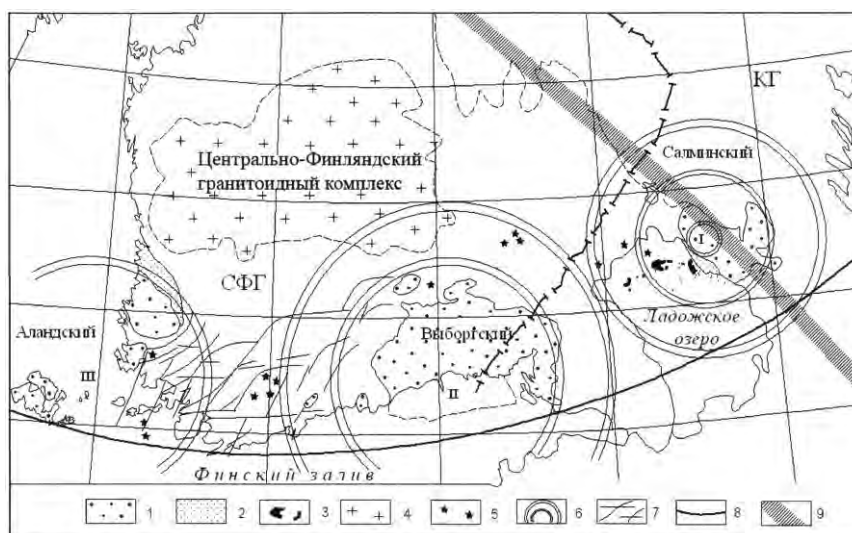 КГ
Салминский
Центрально-Финляндский
гранитоидный комплекс
I
СФГ
Ладожское
озеро
Аландский
Выборгский
III
II
Финский залив
1 2 3 4 5 6 7 8 9